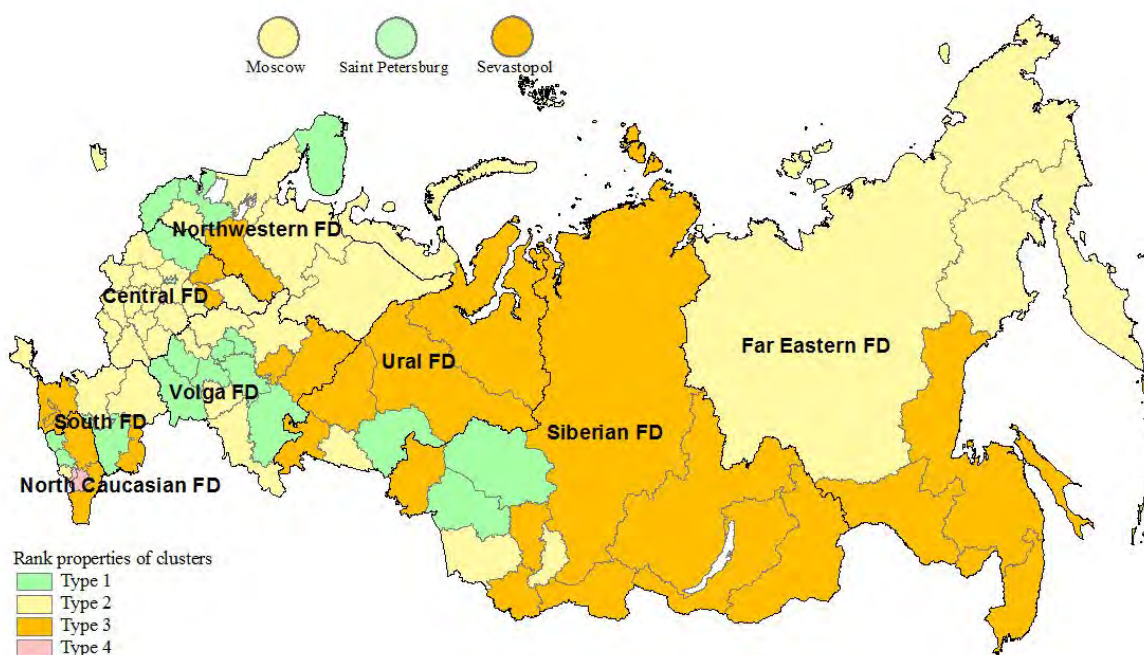 Moscow
Saint Petersburg
Sevastopol
Northwestern FD
Central FD
Volga FD
Ural FD
Far Eastern FD
South FD
Siberian FD
North Caucasian FD
Rank properties of clusters
Type 1
Type 2
Type 3
Type 4